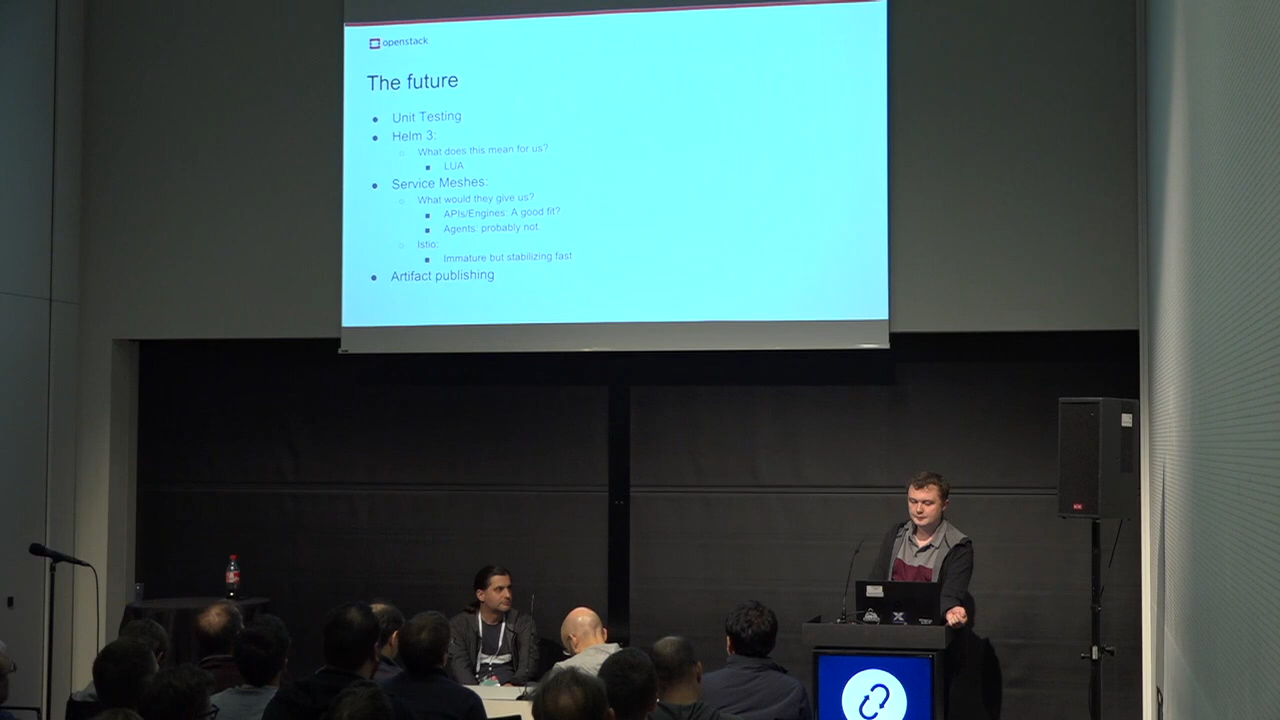 openstack
The future
Unit Testing
Helm 3:
What does this mean for us?
LUA
Service Meshes:
What would they give us?
APIs/Engines: A good fit?
Agents: probably not.
Istio:
Immature but stabilizing fast
Artifact publishing